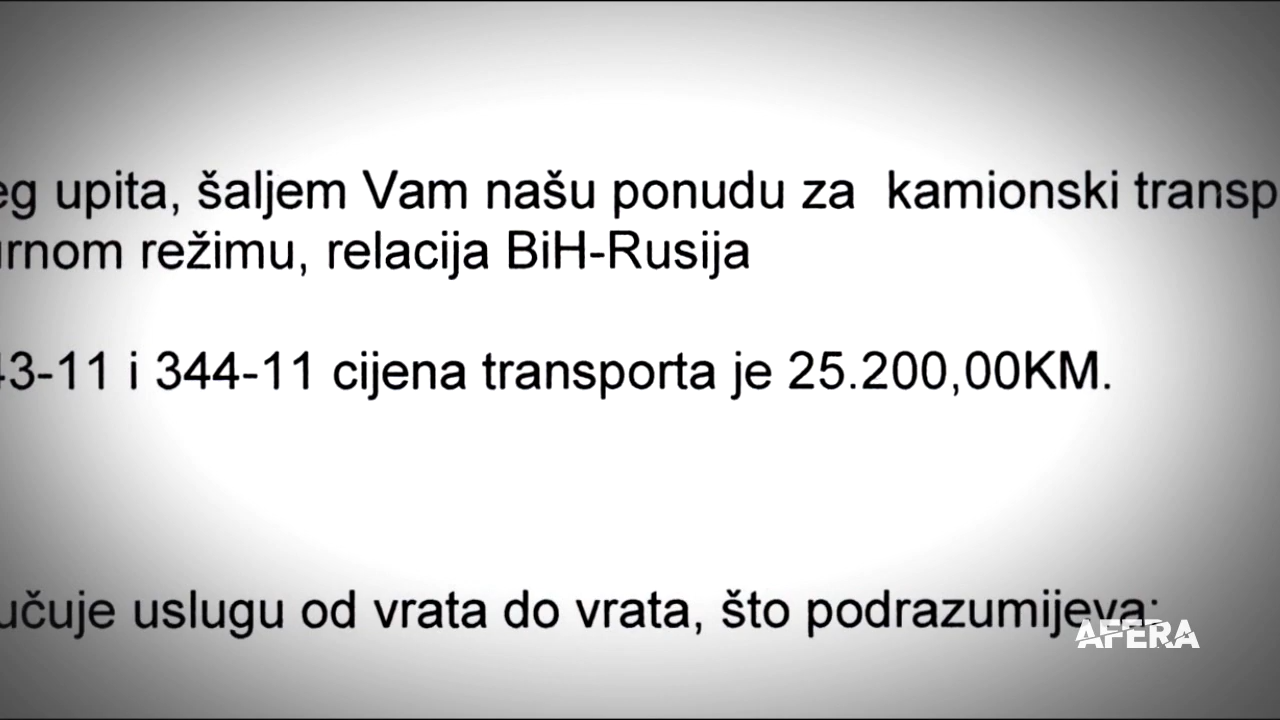 eg upita, šaljem Vam našu ponudu za kamionski transp
urnom režimu, relacija BiH-Rusija
43-11 i 344-11 cijena transporta je 25.200,00KM.
učuje uslugu od vrata do vrata, što podrazumijeva:
AFERA